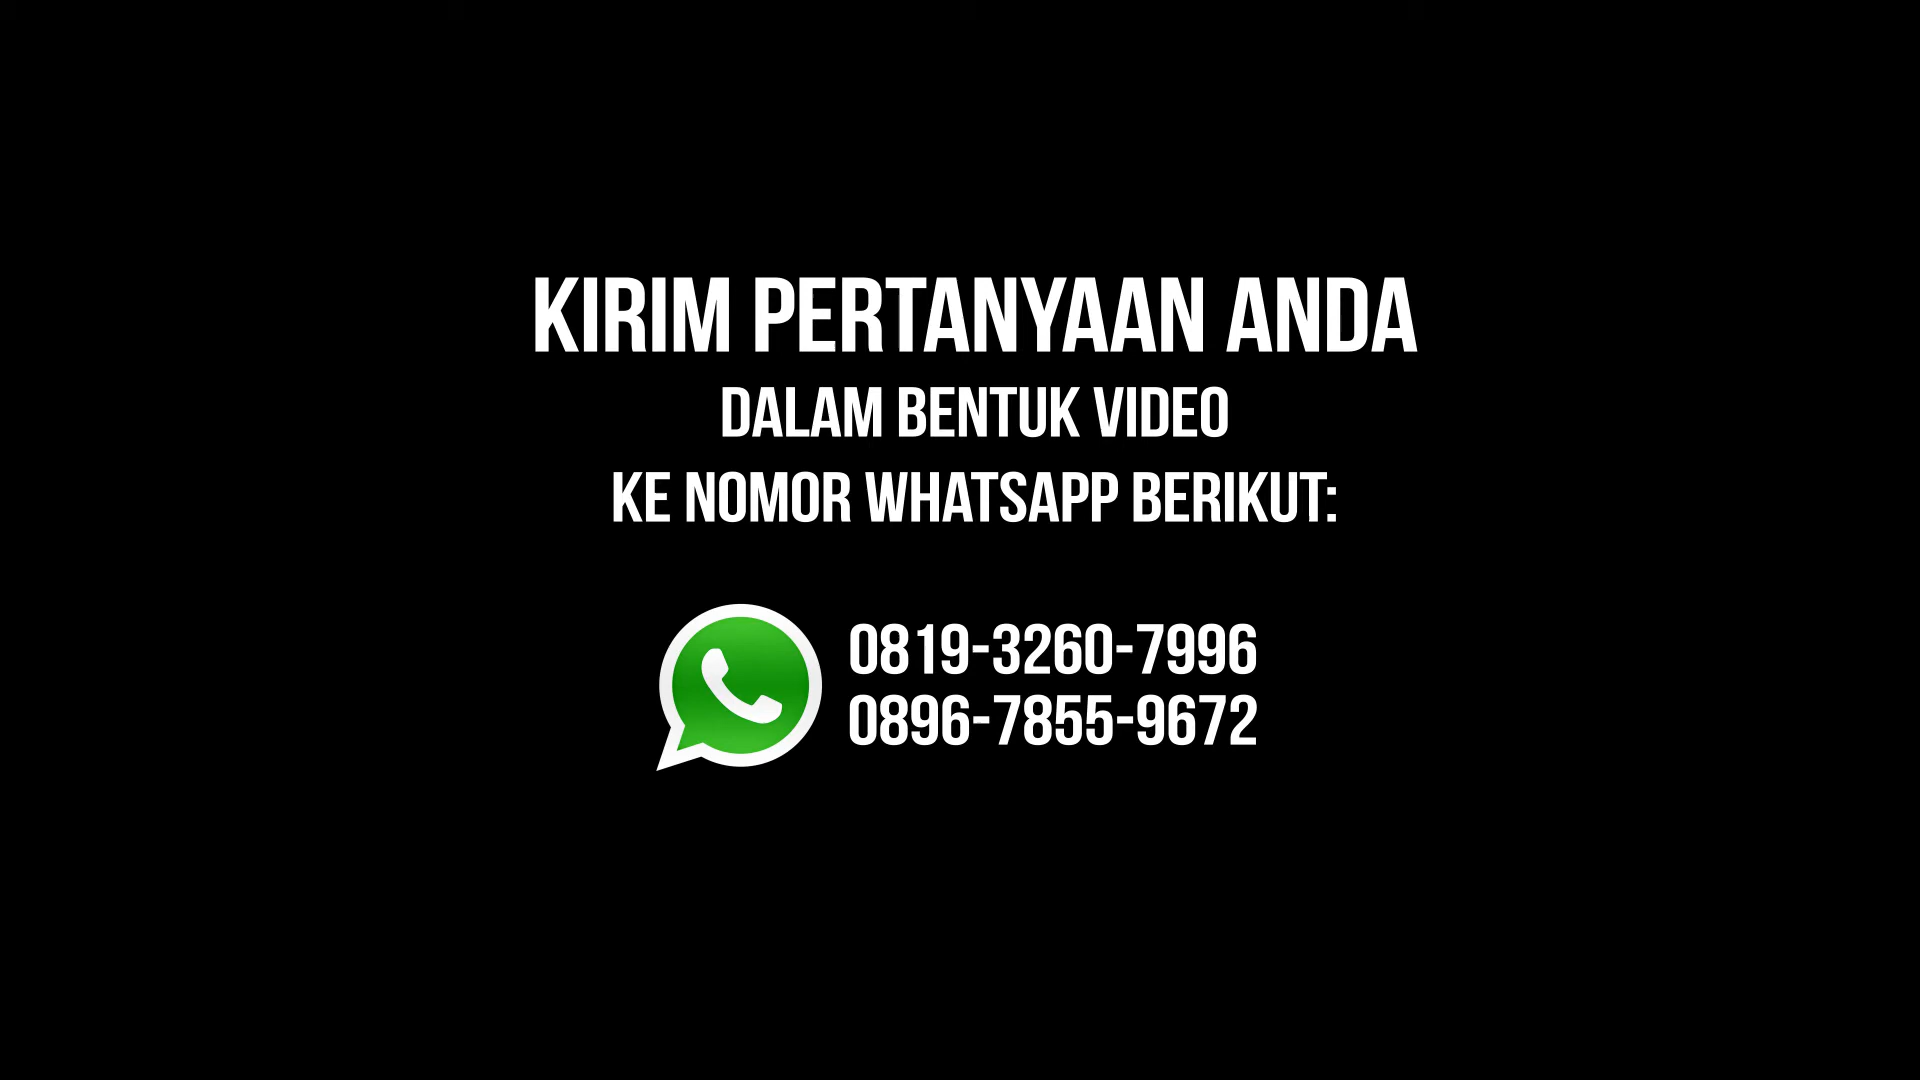 KIRIM PERTANYAAN ANDA
DALAM BENTUK VIDEO
KE NOMOR WHATSAPP BERIKUT:
0819-3260-7996
0896-7855-9672